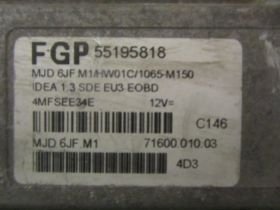 FGP 55195818
MJD 6JF M1/HW01C/1065-M150
IDEA 1.3 SDE EU3 EOBD
4MFSEE34E 12V=
C146
MJD 6JF M1 71600.010.03
4D3